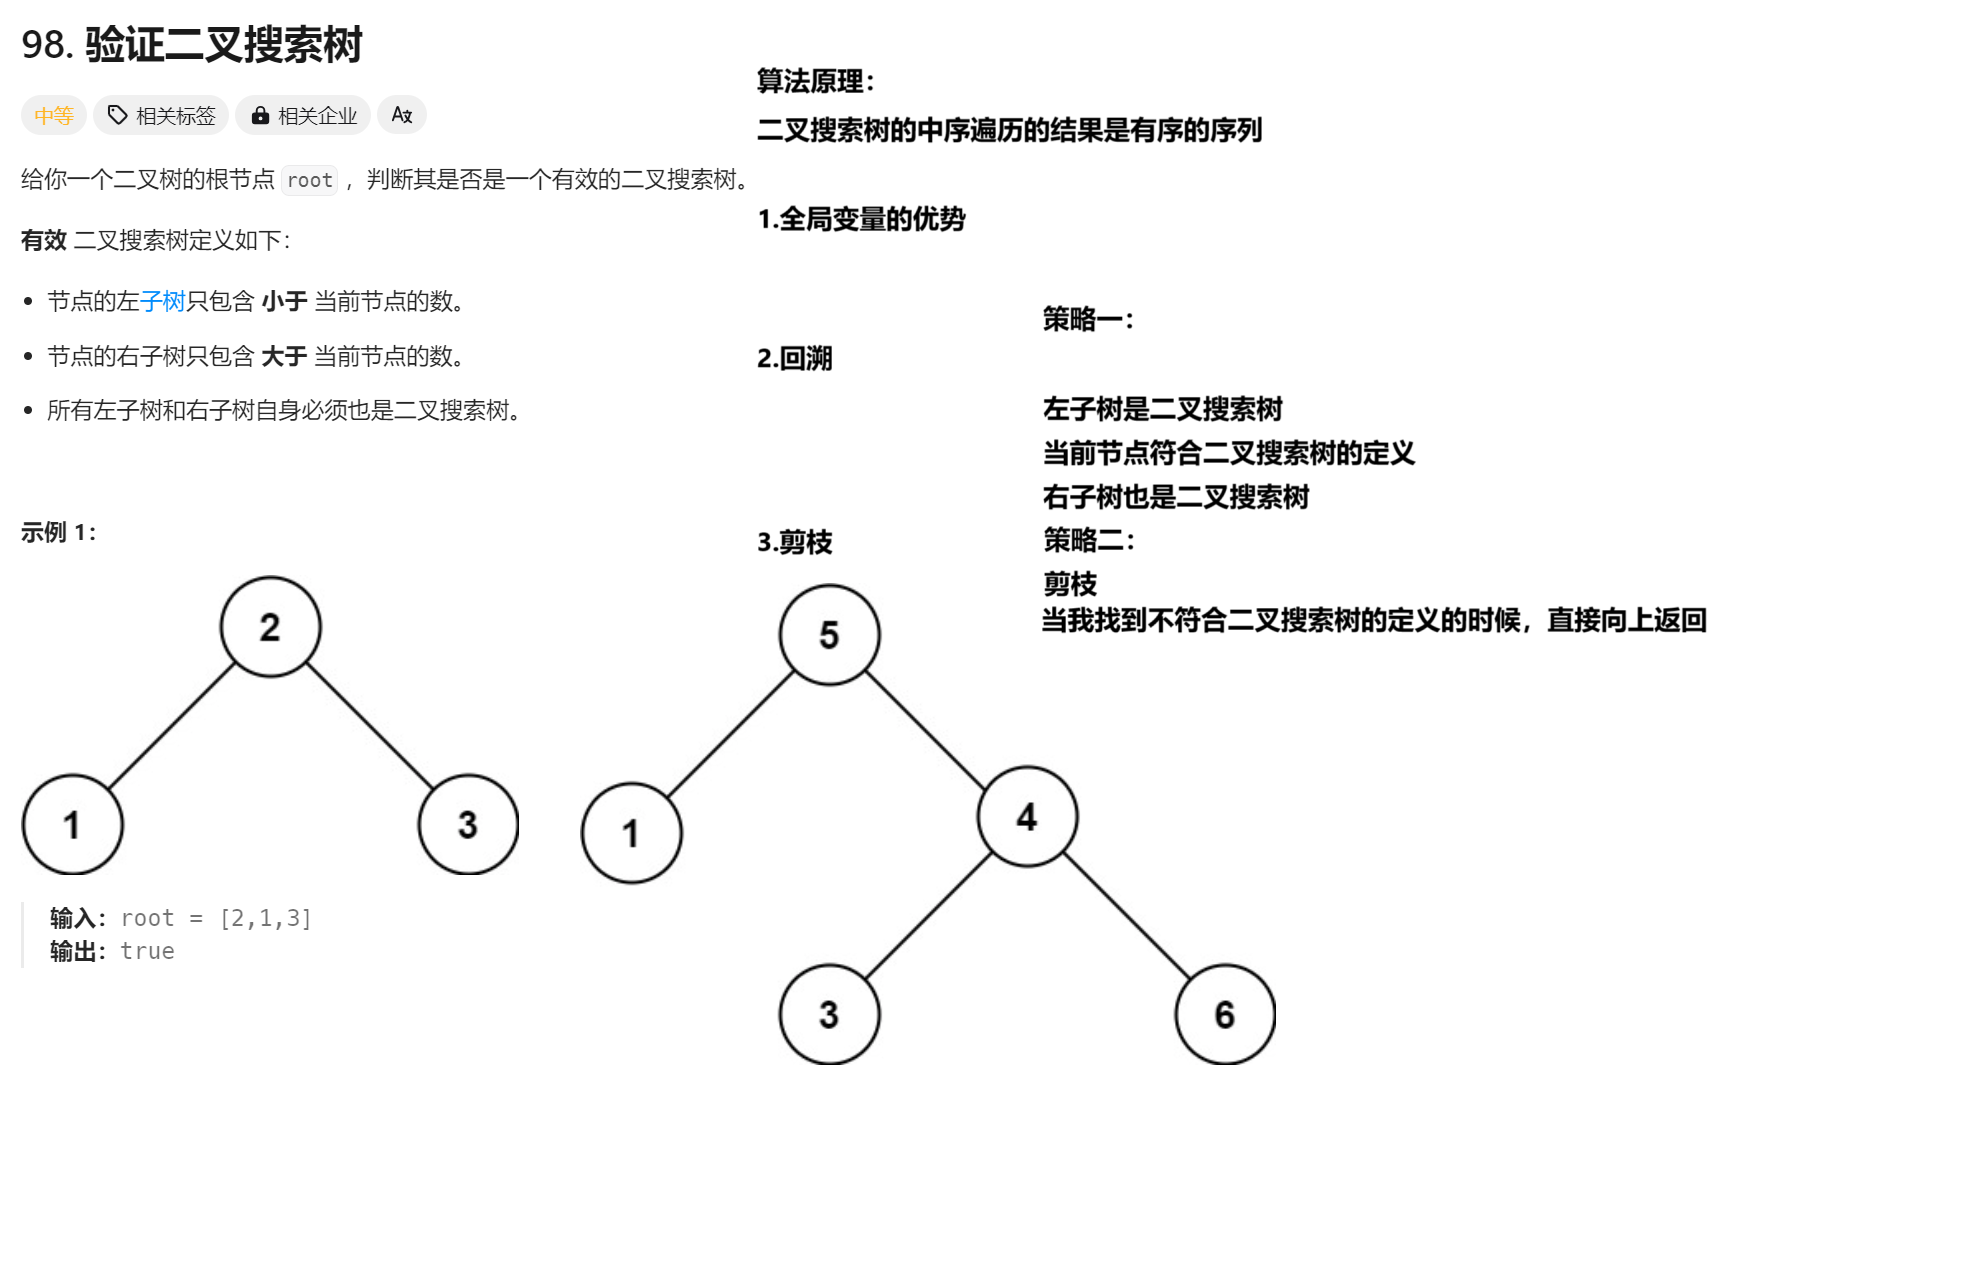 98. 验证二叉搜索树
中等 相关标签 相关企业
给你一个二叉树的根节点 root ，判断其是否是一个有效的二叉搜索树。
有效 二叉搜索树定义如下：
节点的左子树只包含 小于 当前节点的数。
节点的右子树只包含 大于 当前节点的数。
所有左子树和右子树自身必须也是二叉搜索树。
示例 1：
2
1
3
输入：root = [2,1,3]
输出：true
算法原理：
二叉搜索树的中序遍历的结果是有序的序列
1.全局变量的优势
2.回溯
3.剪枝
策略一：
左子树是二叉搜索树
当前节点符合二叉搜索树的定义
右子树也是二叉搜索树
策略二：
剪枝
当我找到不符合二叉搜索树的定义的时候，直接向上返回
5
1
4
3
6